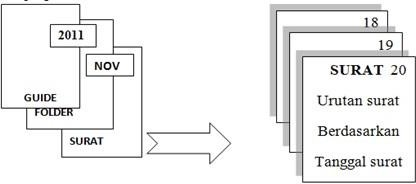 2011
NOV
GUIDE
FOLDER
SURAT
18
19
SURAT 20
Urutan surat
Berdasarkan
Tanggal surat